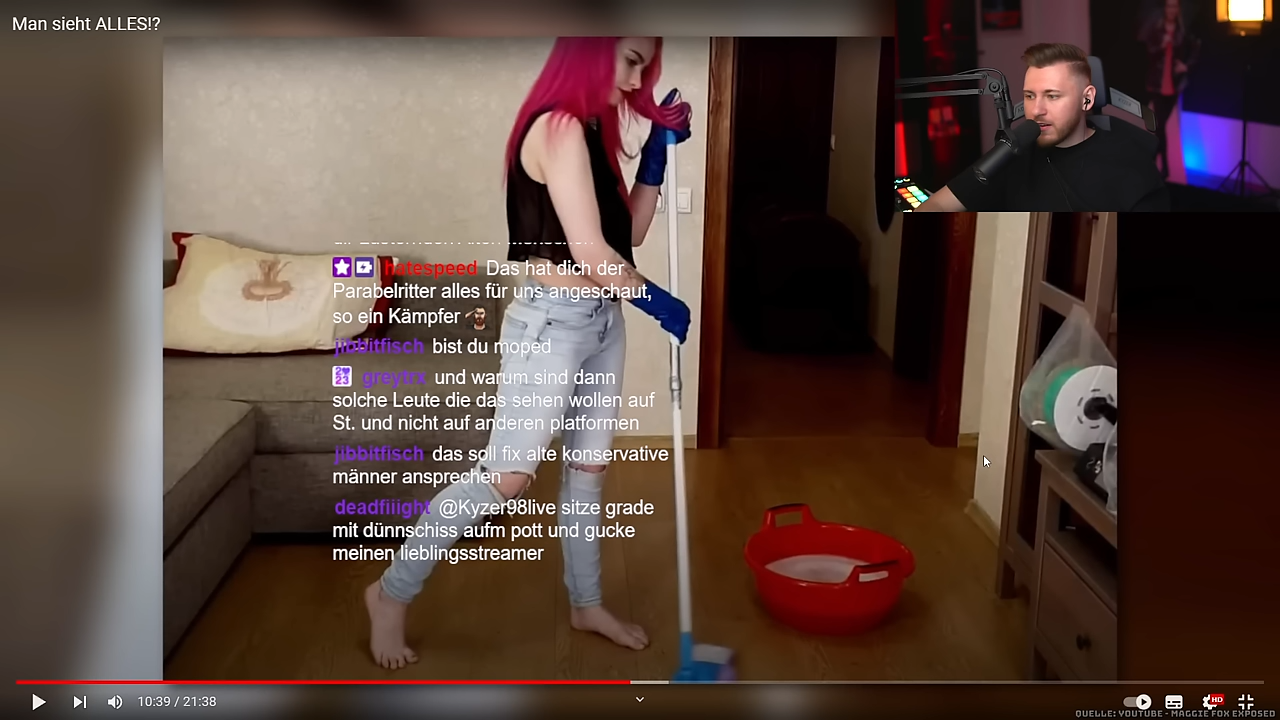 Man sieht ALLES!?
hatespeed Das hat dich der
Parabelritter alles für uns angeschaut,
so ein Kämpfer
jibbitfisch bist du moped
greytrx und warum sind dann
solche Leute die das sehen wollen auf
St. und nicht auf anderen platformen
jibbitfisch das soll fix alte konservative
männer ansprechen
deadfiiight @Kyzer98live sitze grade
mit dünnschiss aufm pott und gucke
meinen lieblingsstreamer
10:39 / 21:38
HD
QUELLE: YOUTUBE - MAGGIE FOX EXPOSED